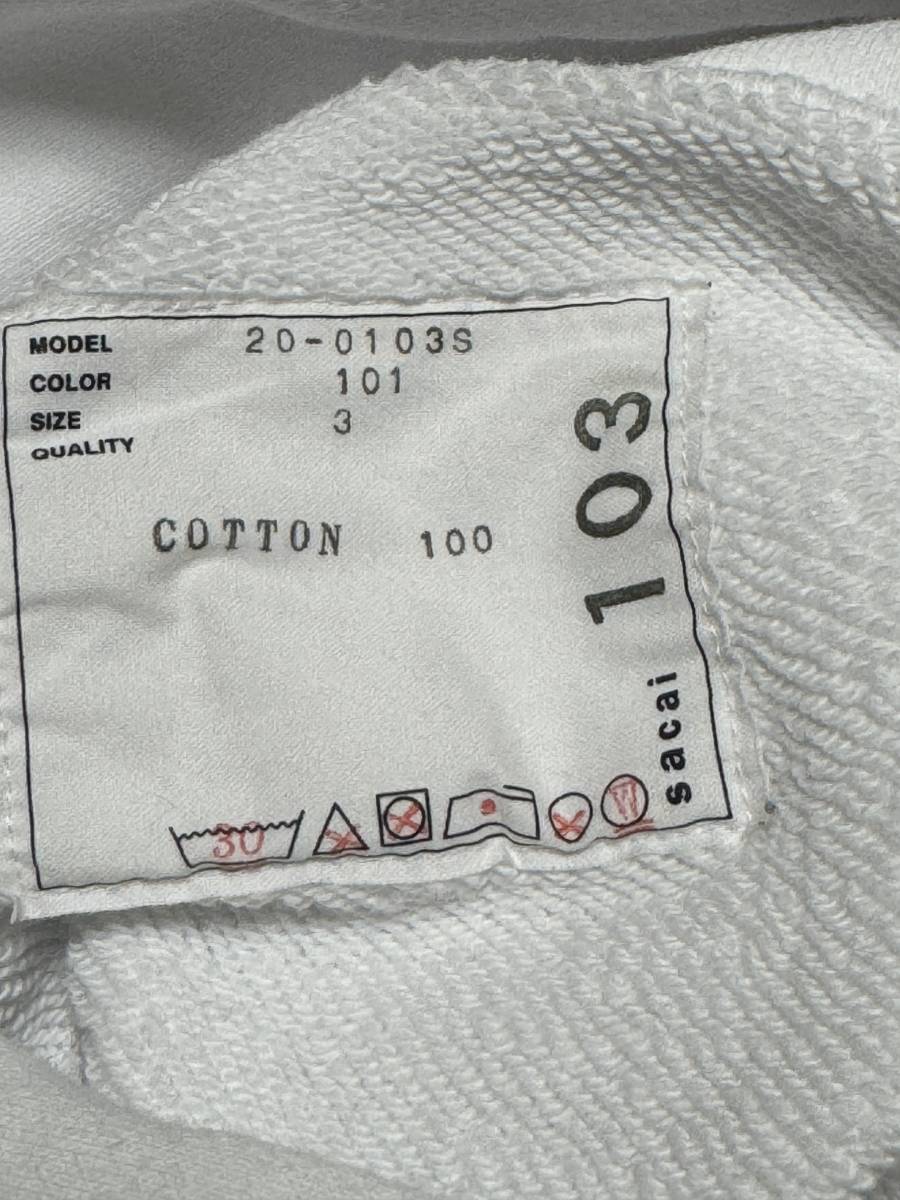 MODEL 20-0103S
COLOR 101
SIZE 3
QUALITY
COTTON 100
30
W
sacai 103